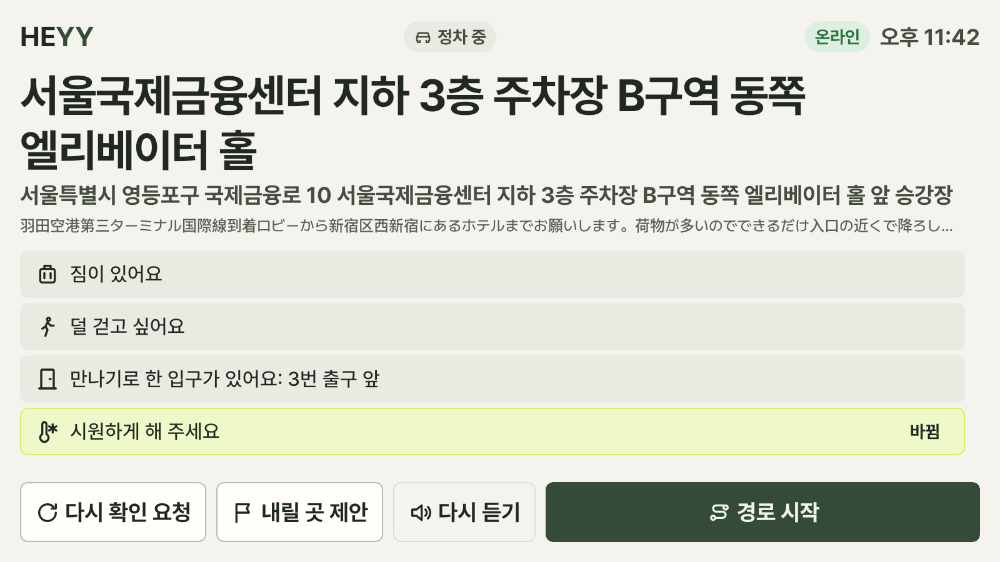 HEYY
정차 중
온라인
오후 11:42
서울국제금융센터 지하 3층 주차장 B구역 동쪽
엘리베이터 홀
서울특별시 영등포구 국제금융로 10 서울국제금융센터 지하 3층 주차장 B구역 동쪽 엘리베이터 홀 앞 승강장
羽田空港第三ターミナル国際線到着ロビーから新宿区西新宿にあるホテルまでお願いします。荷物が多いのでできるだけ入口の近くで降ろし...
짐이 있어요
덜 걷고 싶어요
만나기로 한 입구가 있어요: 3번 출구 앞
시원하게 해 주세요
바뀜
다시 확인 요청
내릴 곳 제안
다시 듣기
경로 시작